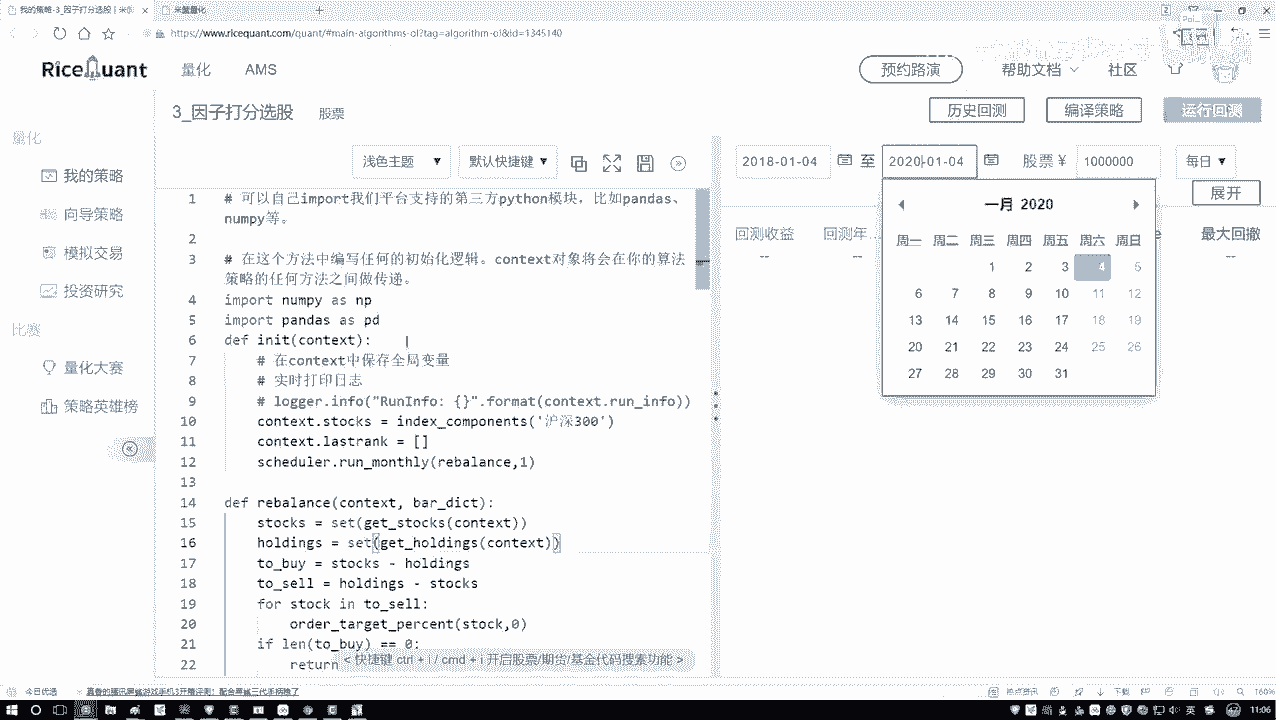 我的策略-3_因子打分选股 | 米
米筐量化
https://www.ricequant.com/quant/#main-algorithms-ol?tag=algorithm-ol&id=1345140
RiceQuant
量化
AMS
预约路演
帮助文档
社区
3_因子打分选股
股票
历史回测
编译策略
运行回测
量化
我的策略
向导策略
模拟交易
投资研究
比赛
量化大赛
策略英雄榜
浅色主题
默认快捷键
2018-01-04
至
2020-01-04
股票 ¥
1000000
每日
展开
回测收益
回测年...
最大回撤
--
--
--
一月 2020
周一 周二 周三 周四 周五 周六 周日
1 2 3 4 5
6 7 8 9 10 11 12
13 14 15 16 17 18 19
20 21 22 23 24 25 26
27 28 29 30 31
1 # 可以自己import我们平台支持的第三方python模块，比如pandas、
numpy等。
2
3 # 在这个方法中编写任何的初始化逻辑。context对象将会在你的算法
策略的任何方法之间做传递。
4 import numpy as np
5 import pandas as pd
6 def init(context):
7 # 在context中保存全局变量
8 # 实时打印日志
9 # logger.info("RunInfo: {}".format(context.run_info))
10 context.stocks = index_components('沪深300')
11 context.lastrank = []
12 scheduler.run_monthly(rebalance,1)
13
14 def rebalance(context, bar_dict):
15 stocks = set(get_stocks(context))
16 holdings = set(get_holdings(context))
17 to_buy = stocks - holdings
18 to_sell = holdings - stocks
19 for stock in to_sell:
20 order_target_percent(stock,0)
21 if len(to_buy) == 0:
22 return
< 快捷键 ctrl + i / cmd + i 开启股票/期货/基金代码搜索功能 >
今日优选
热点资讯
下载
160%
英
11:06